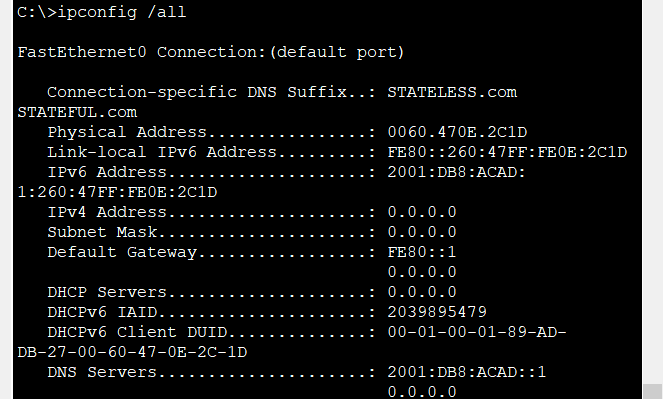 C:\>ipconfig /all
FastEthernet0 Connection:(default port)
Connection-specific DNS Suffix..: STATELESS.com
STATEFUL.com
Physical Address................: 0060.470E.2C1D
Link-local IPv6 Address.........: FE80::260:47FF:FE0E:2C1D
IPv6 Address....................: 2001:DB8:ACAD:
1:260:47FF:FE0E:2C1D
IPv4 Address....................: 0.0.0.0
Subnet Mask.....................: 0.0.0.0
Default Gateway.................: FE80::1
0.0.0.0
DHCP Servers....................: 0.0.0.0
DHCPv6 IAID.....................: 2039895479
DHCPv6 Client DUID..............: 00-01-00-01-89-AD-
DB-27-00-60-47-0E-2C-1D
DNS Servers.....................: 2001:DB8:ACAD::1
0.0.0.0